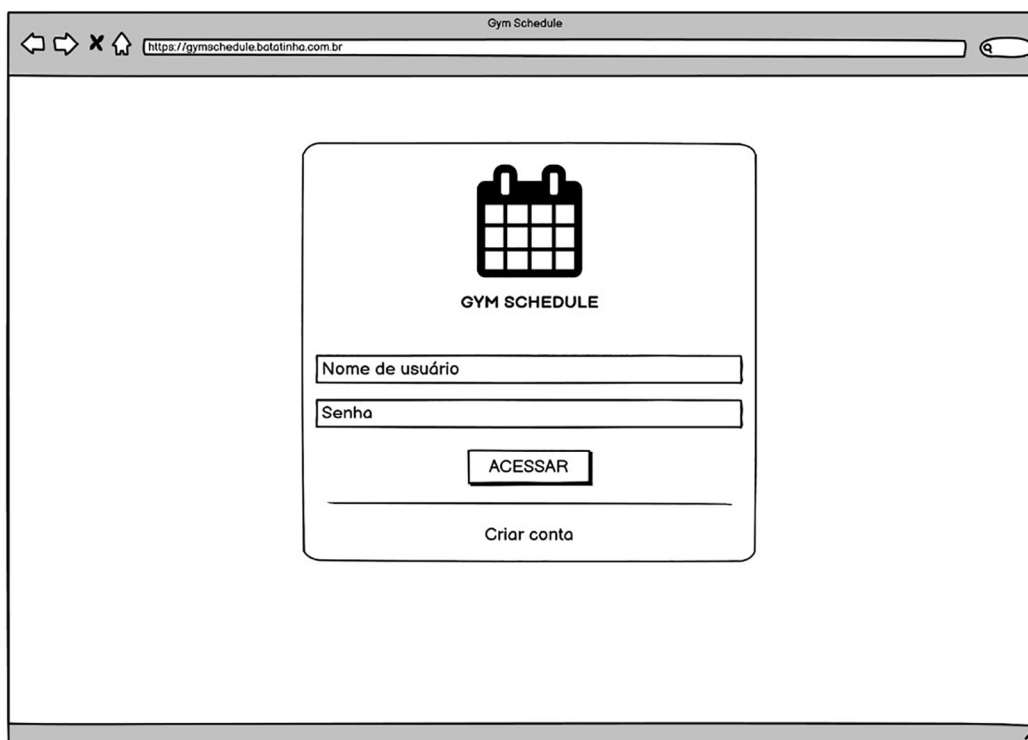 Gym Schedule
https://gymschedule.batatinha.com.br
GYM SCHEDULE
Nome de usuário
Senha
ACESSAR
Criar conta